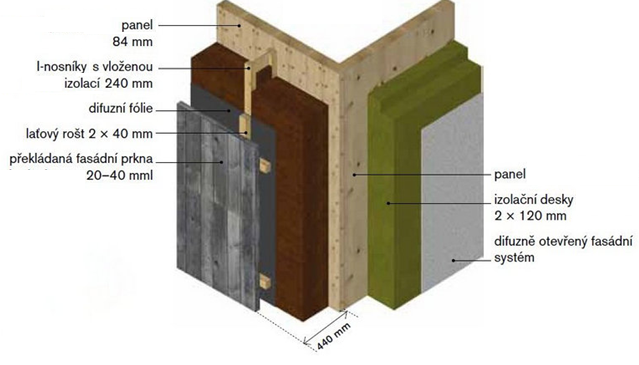 panel
84 mm
I-nosníky s vloženou
izolací 240 mm
difuzní fólie
laťový rošt 2 × 40 mm
překládaná fasádní prkna
20–40 mml
panel
izolační desky
2 × 120 mm
difuzně otevřený fasádní
systém
440 mm